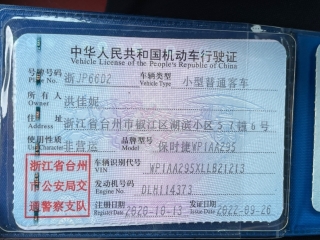 中华人民共和国机动车行驶证
Vehicle License of the People's Republic of China
号牌号码 浙JP66D2 车辆类型 小型普通客车
Plate No. Vehicle Type
所有人 洪佳妮
Owner
住址 浙江省台州市椒江区湖滨小区57幢6号
Address
使用性质 非营运 品牌型号 保时捷WP1AA295
浙江省台州
市公安局交
通警察支队
车辆识别代号 WP1AA295XLLB21213
VIN
发动机号码 DLH114373
Engine No.
注册日期 2020-10-13 发证日期 2022-09-26
Register Date Issue Date